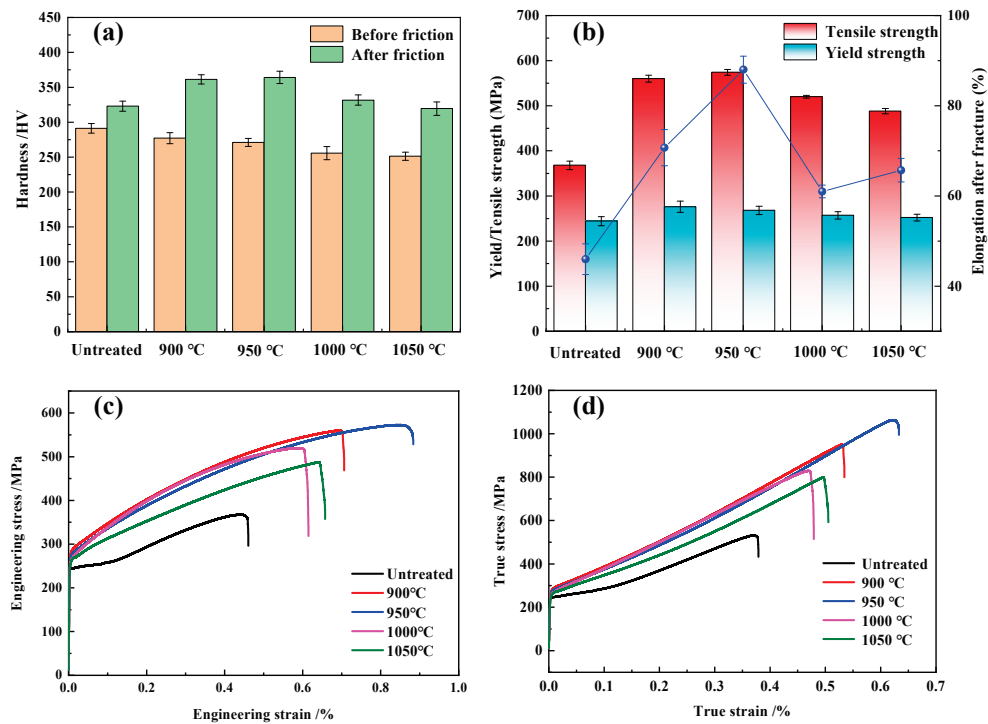 (a)
Before friction
After friction
Hardness /HV
450
400
350
300
250
200
150
100
50
0
Untreated 900 °C 950 °C 1000 °C 1050 °C
(b)
Tensile strength
Yield strength
Yield/Tensile strength (MPa)
700
600
500
400
300
200
100
0
Elongation after fracture (%)
100
80
60
40
Untreated 900 °C 950 °C 1000 °C 1050 °C
(c)
Engineering stress /MPa
600
500
400
300
200
100
0
Untreated
900°C
950°C
1000°C
1050°C
0.0 0.2 0.4 0.6 0.8 1.0
Engineering strain /%
(d)
True stress /MPa
1200
1000
800
600
400
200
0
Untreated
900 °C
950 °C
1000 °C
1050 °C
0.0 0.1 0.2 0.3 0.4 0.5 0.6 0.7
True strain /%